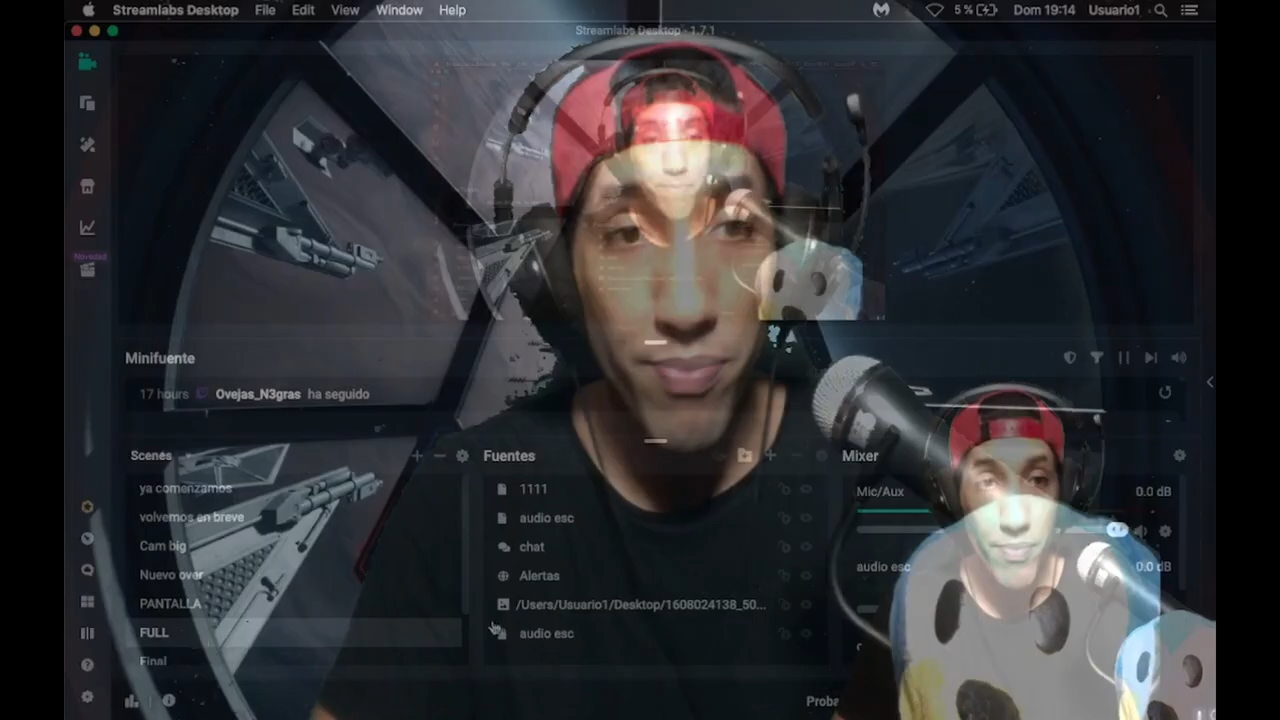 Streamlabs Desktop File Edit View Window Help 5 % Dom 19:14 Usuario1
Streamlabs Desktop - 1.7.1
Novedad
Minifuente
17 hours Ovejas_N3gras ha seguido
Scenes
ya comenzamos
volvemos en breve
Cam big
Nuevo over
PANTALLA
FULL
Final
Fuentes
1111
audio esc
chat
Alertas
/Users/Usuario1/Desktop/1608024138_50...
audio esc
Mixer
Mic/Aux 0.0 dB
audio esc 0.0 dB
Proba